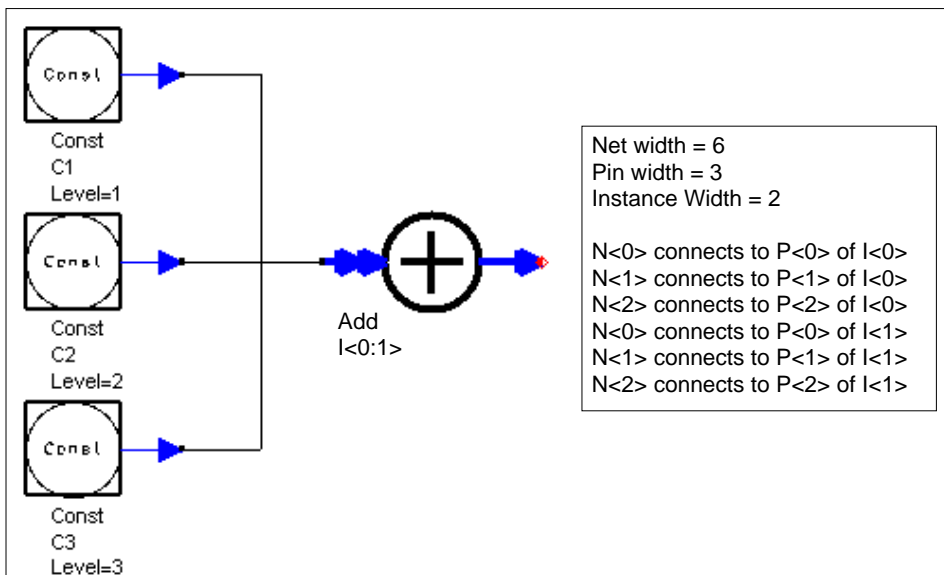 Const
Const
C1
Level=1
Const
Const
C2
Level=2
Const
Const
C3
Level=3
Add
I<0:1>
Net width = 6
Pin width = 3
Instance Width = 2
N<0> connects to P<0> of I<0>
N<1> connects to P<1> of I<0>
N<2> connects to P<2> of I<0>
N<0> connects to P<0> of I<1>
N<1> connects to P<1> of I<1>
N<2> connects to P<2> of I<1>